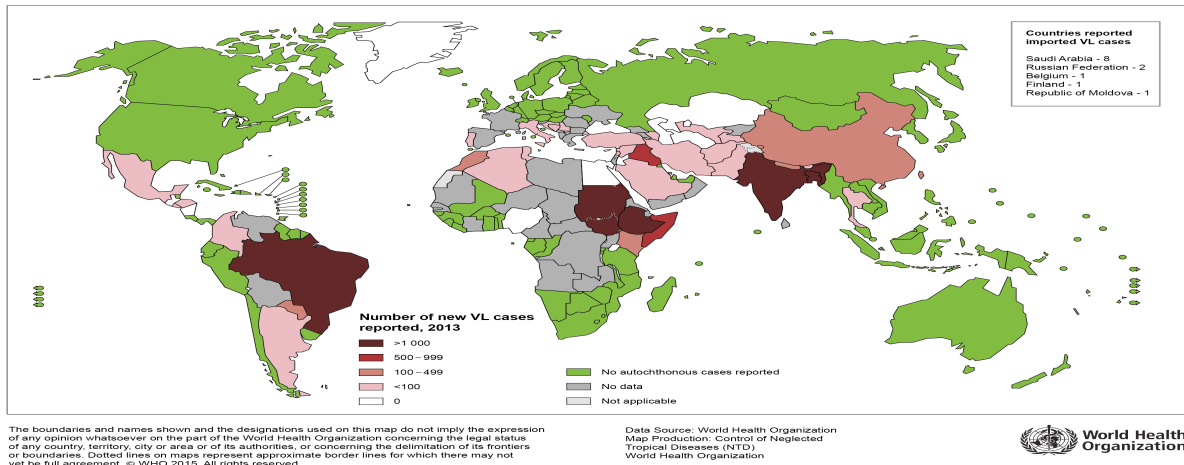 Countries reported
imported VL cases
Saudi Arabia - 8
Russian Federation - 2
Belgium - 1
Finland - 1
Republic of Moldova - 1
Number of new VL cases
reported, 2013
>1 000
500–999
100–499
<100
0
No autochthonous cases reported
No data
Not applicable
The boundaries and names shown and the designations used on this map do not imply the expression
of any opinion whatsoever on the part of the World Health Organization concerning the legal status
of any country, territory, city or area or of its authorities, or concerning the delimitation of its frontiers
or boundaries. Dotted lines on maps represent approximate border lines for which there may not
yet be full agreement. © WHO 2015. All rights reserved
Data Source: World Health Organization
Map Production: Control of Neglected
Tropical Diseases (NTD)
World Health Organization
World Health
Organization